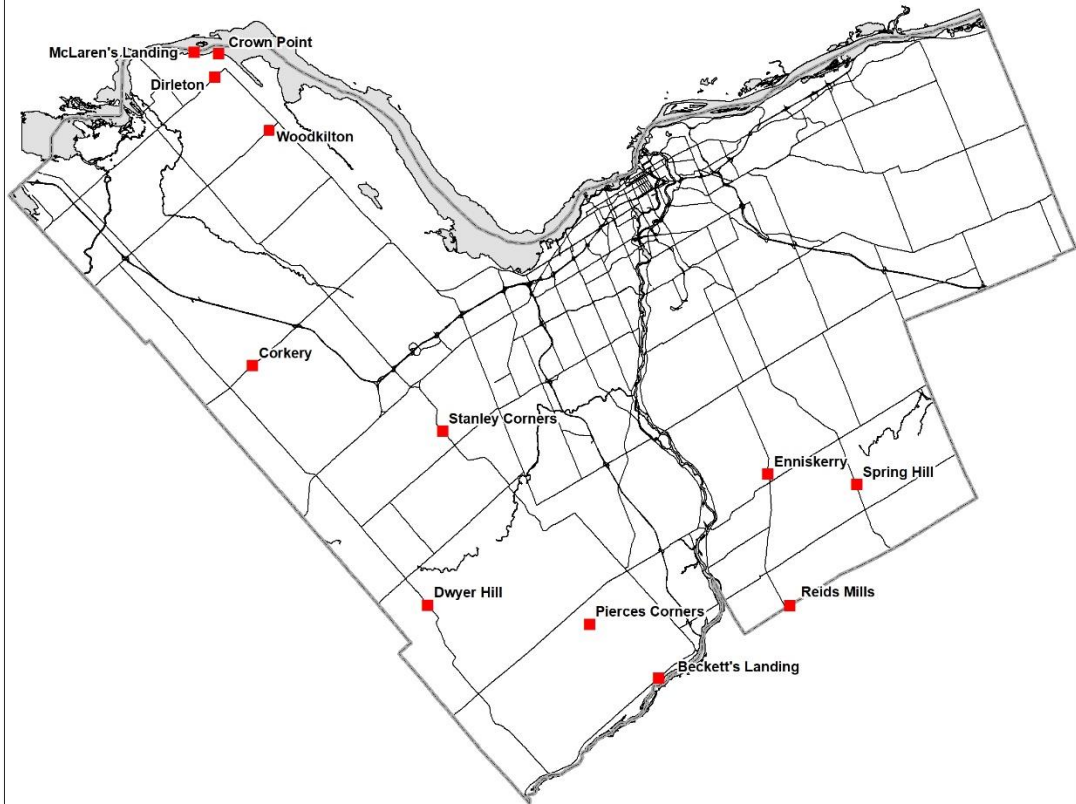 Crown Point
McLaren's Landing
Dirleton
Woodkilton
Corkery
Stanley Corners
Enniskerry
Spring Hill
Dwyer Hill
Reids Mills
Pierces Corners
Beckett's Landing